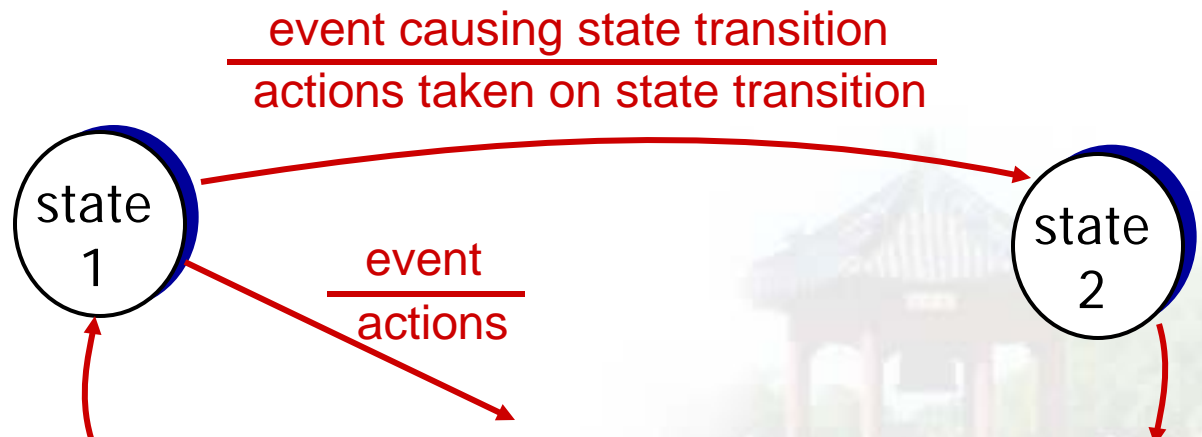 event causing state transition
actions taken on state transition
state
1
event
actions
state
2